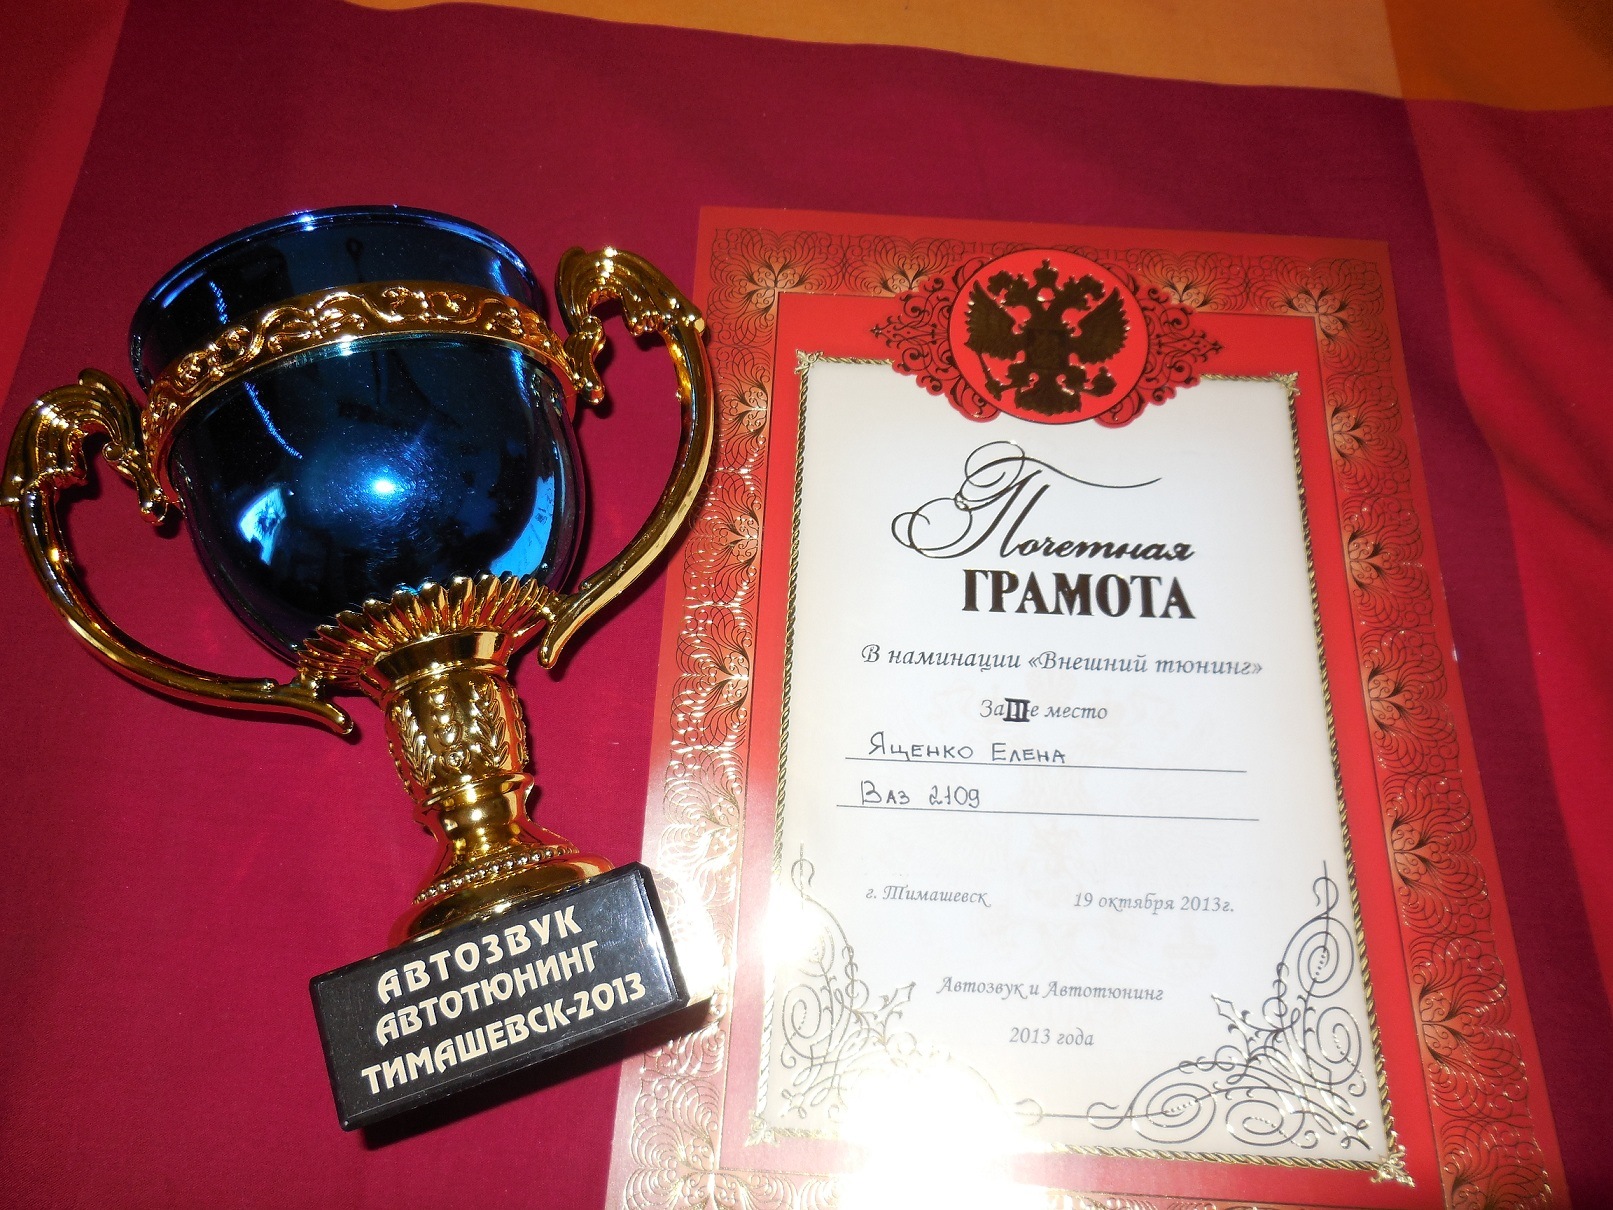 АВТОЗВУК
АВТОТЮНИНГ
ТИМАШЕВСК-2013
Почетная
ГРАМОТА
В наминации «Внешний тюнинг»
За III-е место
Ященко Елена
Ваз 2109
г. Тимашевск 19 октября 2013г.
Автозвук и Автотюнинг
2013 года